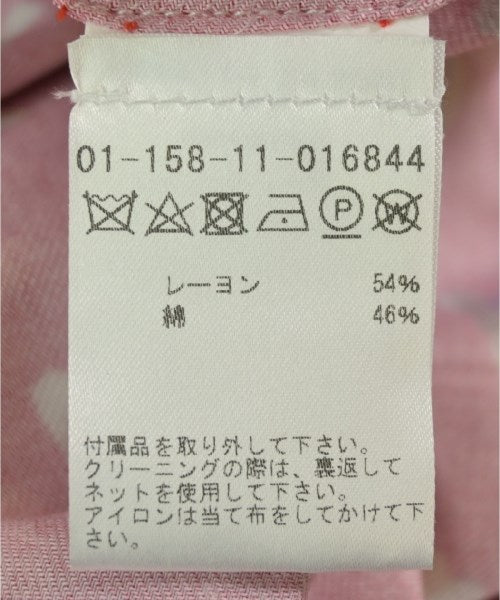 01-158-11-016844
P W
レーヨン 54%
綿 46%
付属品を取り外して下さい。
クリーニングの際は、裏返して
ネットを使用して下さい。
アイロンは当て布をしてかけて下
さい。